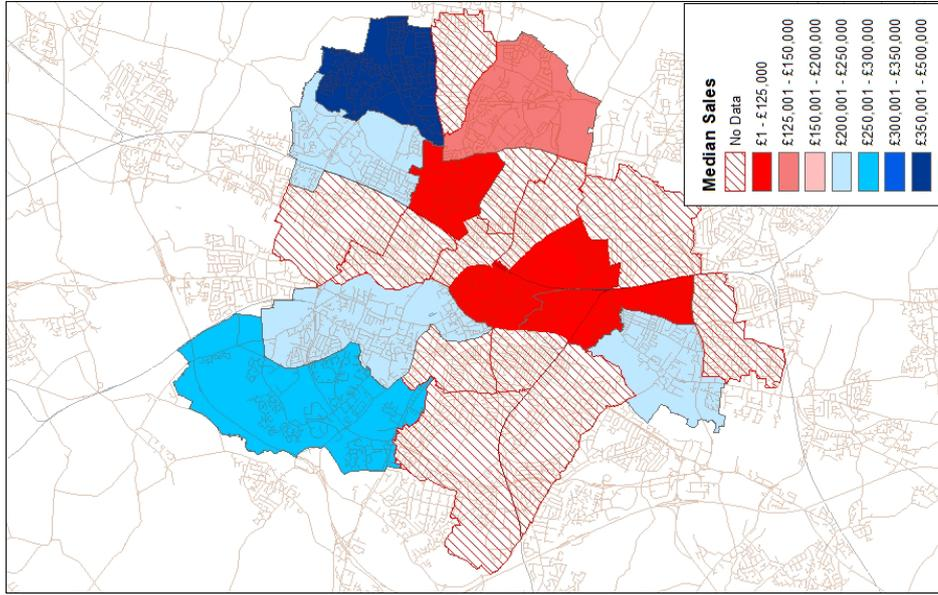 Median Sales
No Data
£1 - £125,000
£125,001 - £150,000
£150,001 - £200,000
£200,001 - £250,000
£250,001 - £300,000
£300,001 - £350,000
£350,001 - £500,000